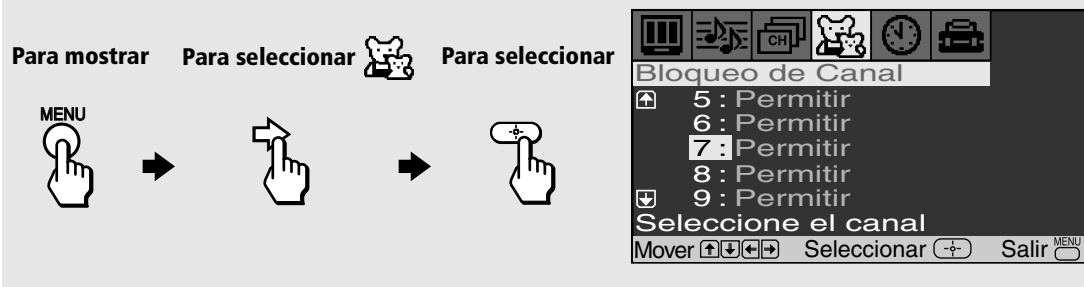 Para mostrar
Para seleccionar
Para seleccionar
MENU
CH
Bloqueo de Canal
5 : Permitir
6 : Permitir
7 : Permitir
8 : Permitir
9 : Permitir
Seleccione el canal
Mover Seleccionar Salir MENU